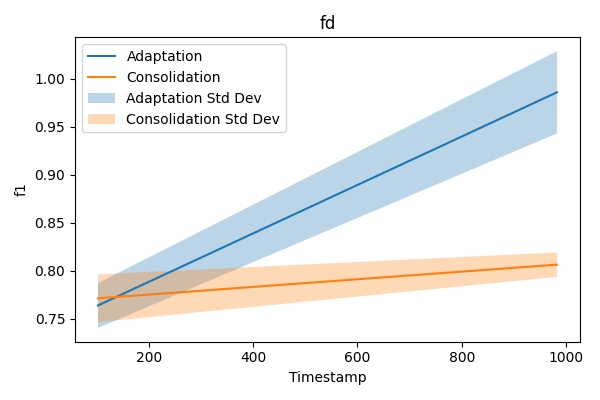 fd
Adaptation
Consolidation
Adaptation Std Dev
Consolidation Std Dev
1.00
0.95
0.90
0.85
0.80
0.75
f1
200
400
600
800
1000
Timestamp